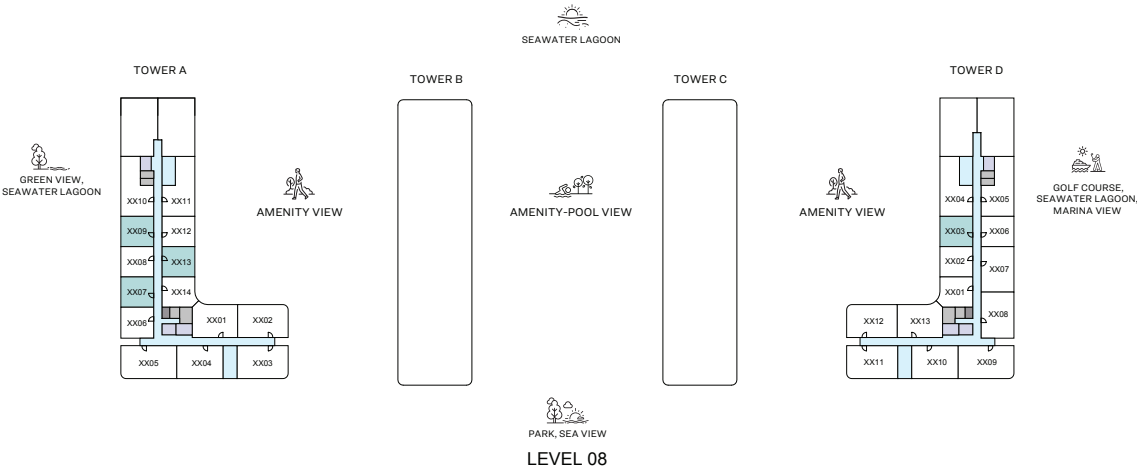 SEAWATER LAGOON
TOWER A
TOWER B
TOWER C
TOWER D
GREEN VIEW,
SEAWATER LAGOON
AMENITY VIEW
AMENITY-POOL VIEW
AMENITY VIEW
GOLF COURSE,
SEAWATER LAGOON,
MARINA VIEW
XX10 XX11
XX09 XX12
XX08 XX13
XX07 XX14
XX06 XX01 XX02
XX05 XX04 XX03
XX04 XX05
XX03 XX06
XX02 XX07
XX01
XX12 XX13 XX08
XX11 XX10 XX09
PARK, SEA VIEW
LEVEL 08